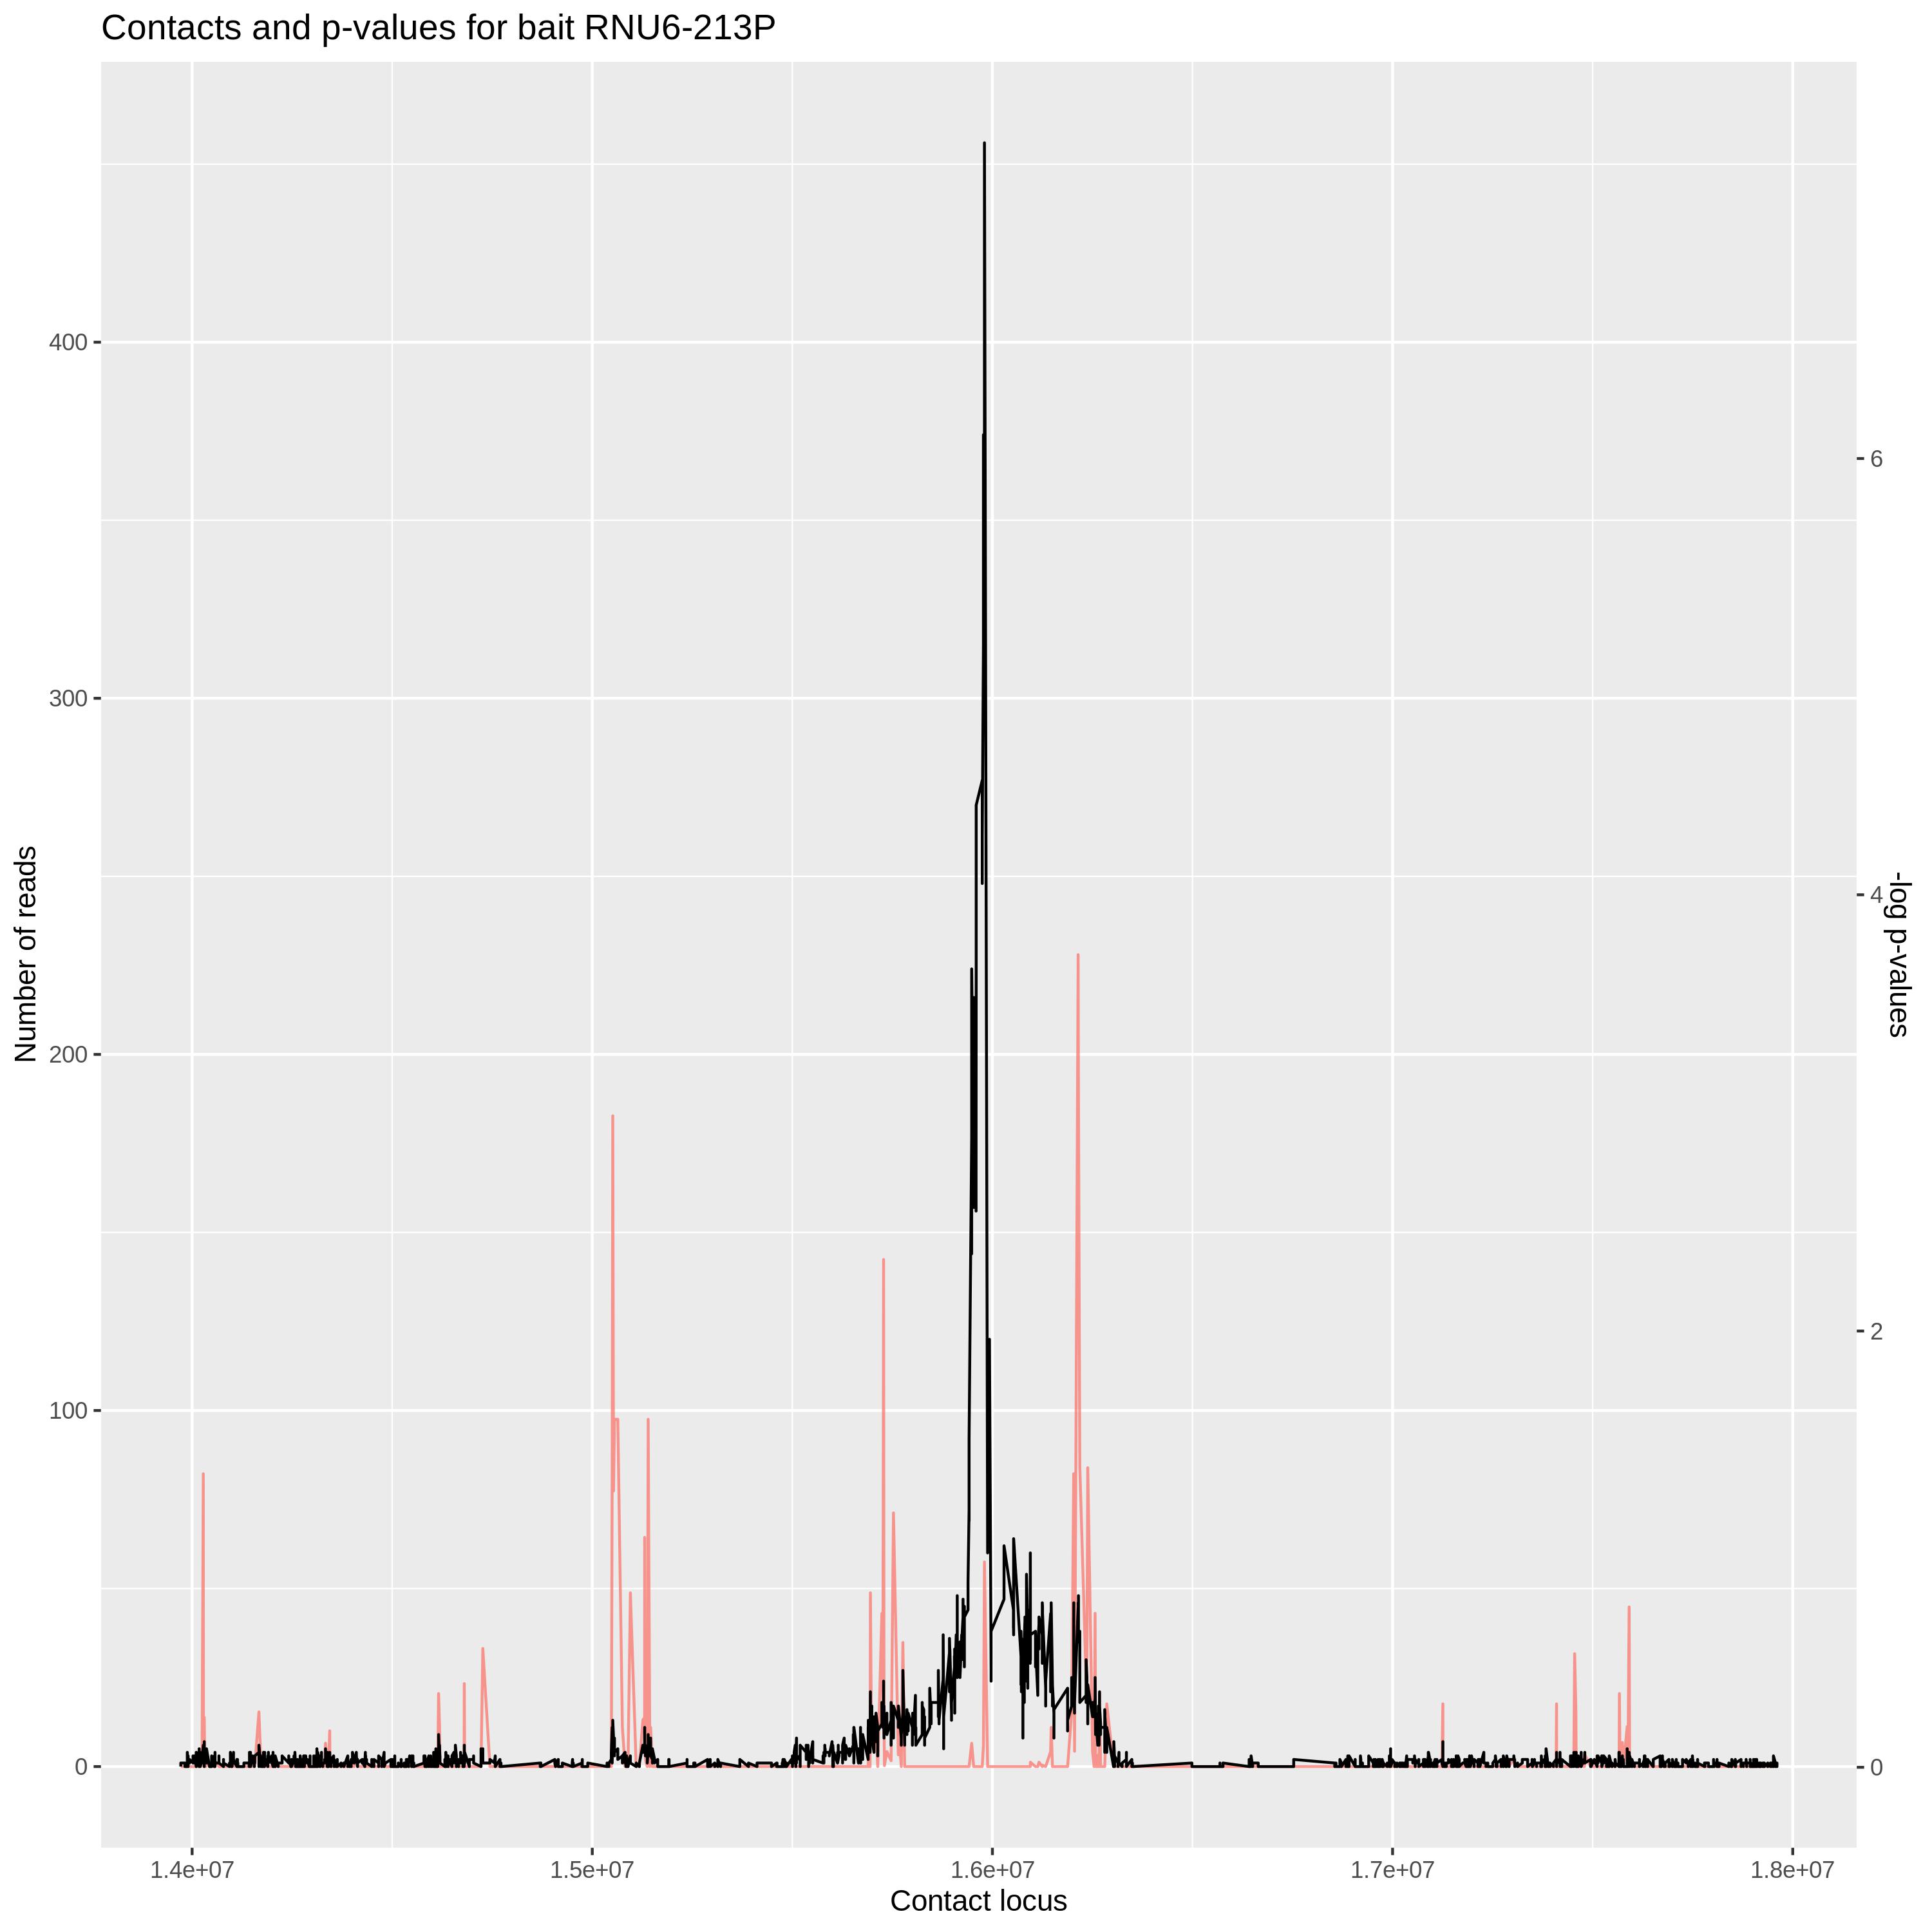 Contacts and p-values for bait RNU6-213P
400
300
200
100
0
Number of reads
6
4
2
0
-log p-values
1.4e+07
1.5e+07
1.6e+07
1.7e+07
1.8e+07
Contact locus